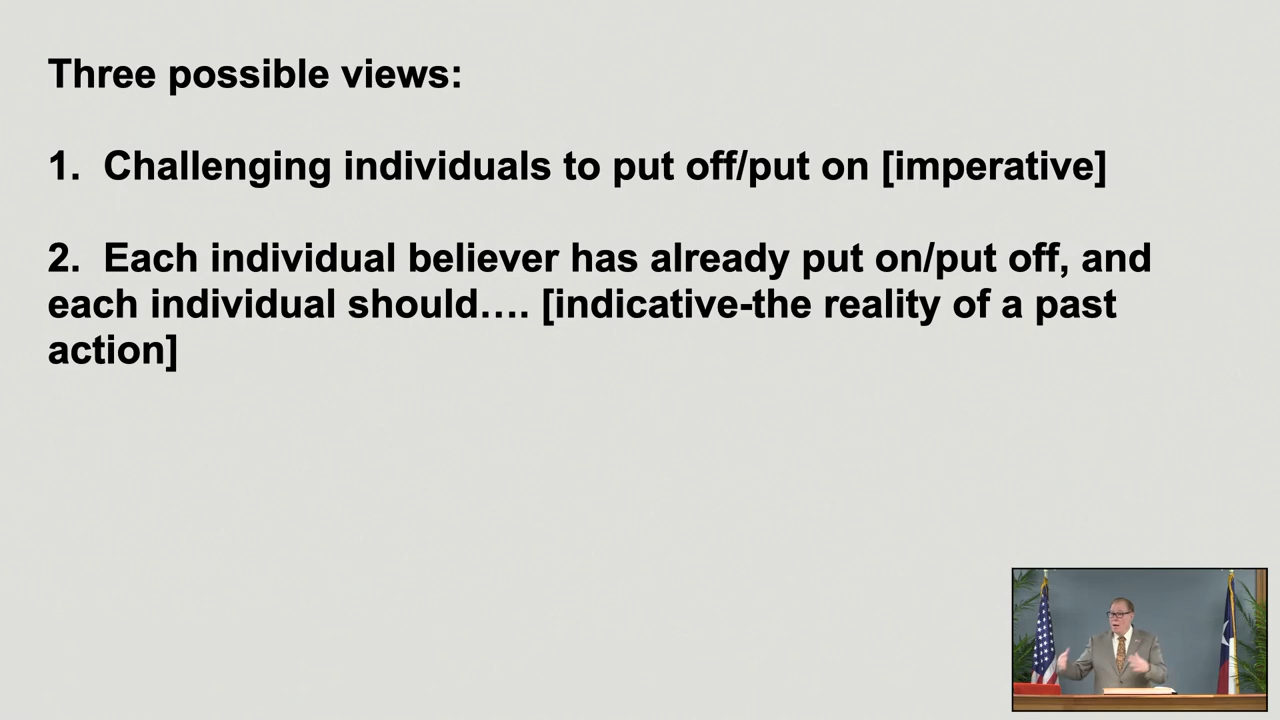 Three possible views:
1.  Challenging individuals to put off/put on [imperative]
2.  Each individual believer has already put on/put off, and
each individual should…. [indicative-the reality of a past
action]